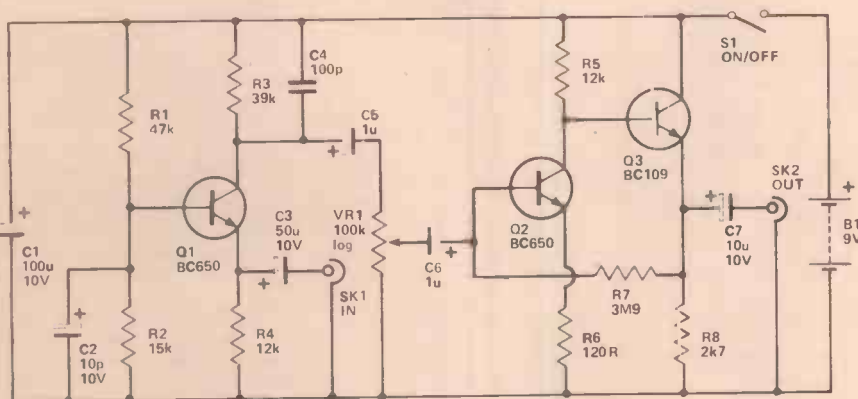 C1
100u
10V
C2
10p
10V
R1
47k
R2
15k
R3
39k
C4
100p
Q1
BC650
R4
12k
C3
50u
10V
SK1
IN
C5
1u
VR1
100k
log
C6
1u
R5
12k
Q2
BC650
R6
120R
R7
3M9
Q3
BC109
R8
2k7
C7
10u
10V
SK2
OUT
S1
ON/OFF
B1
9V